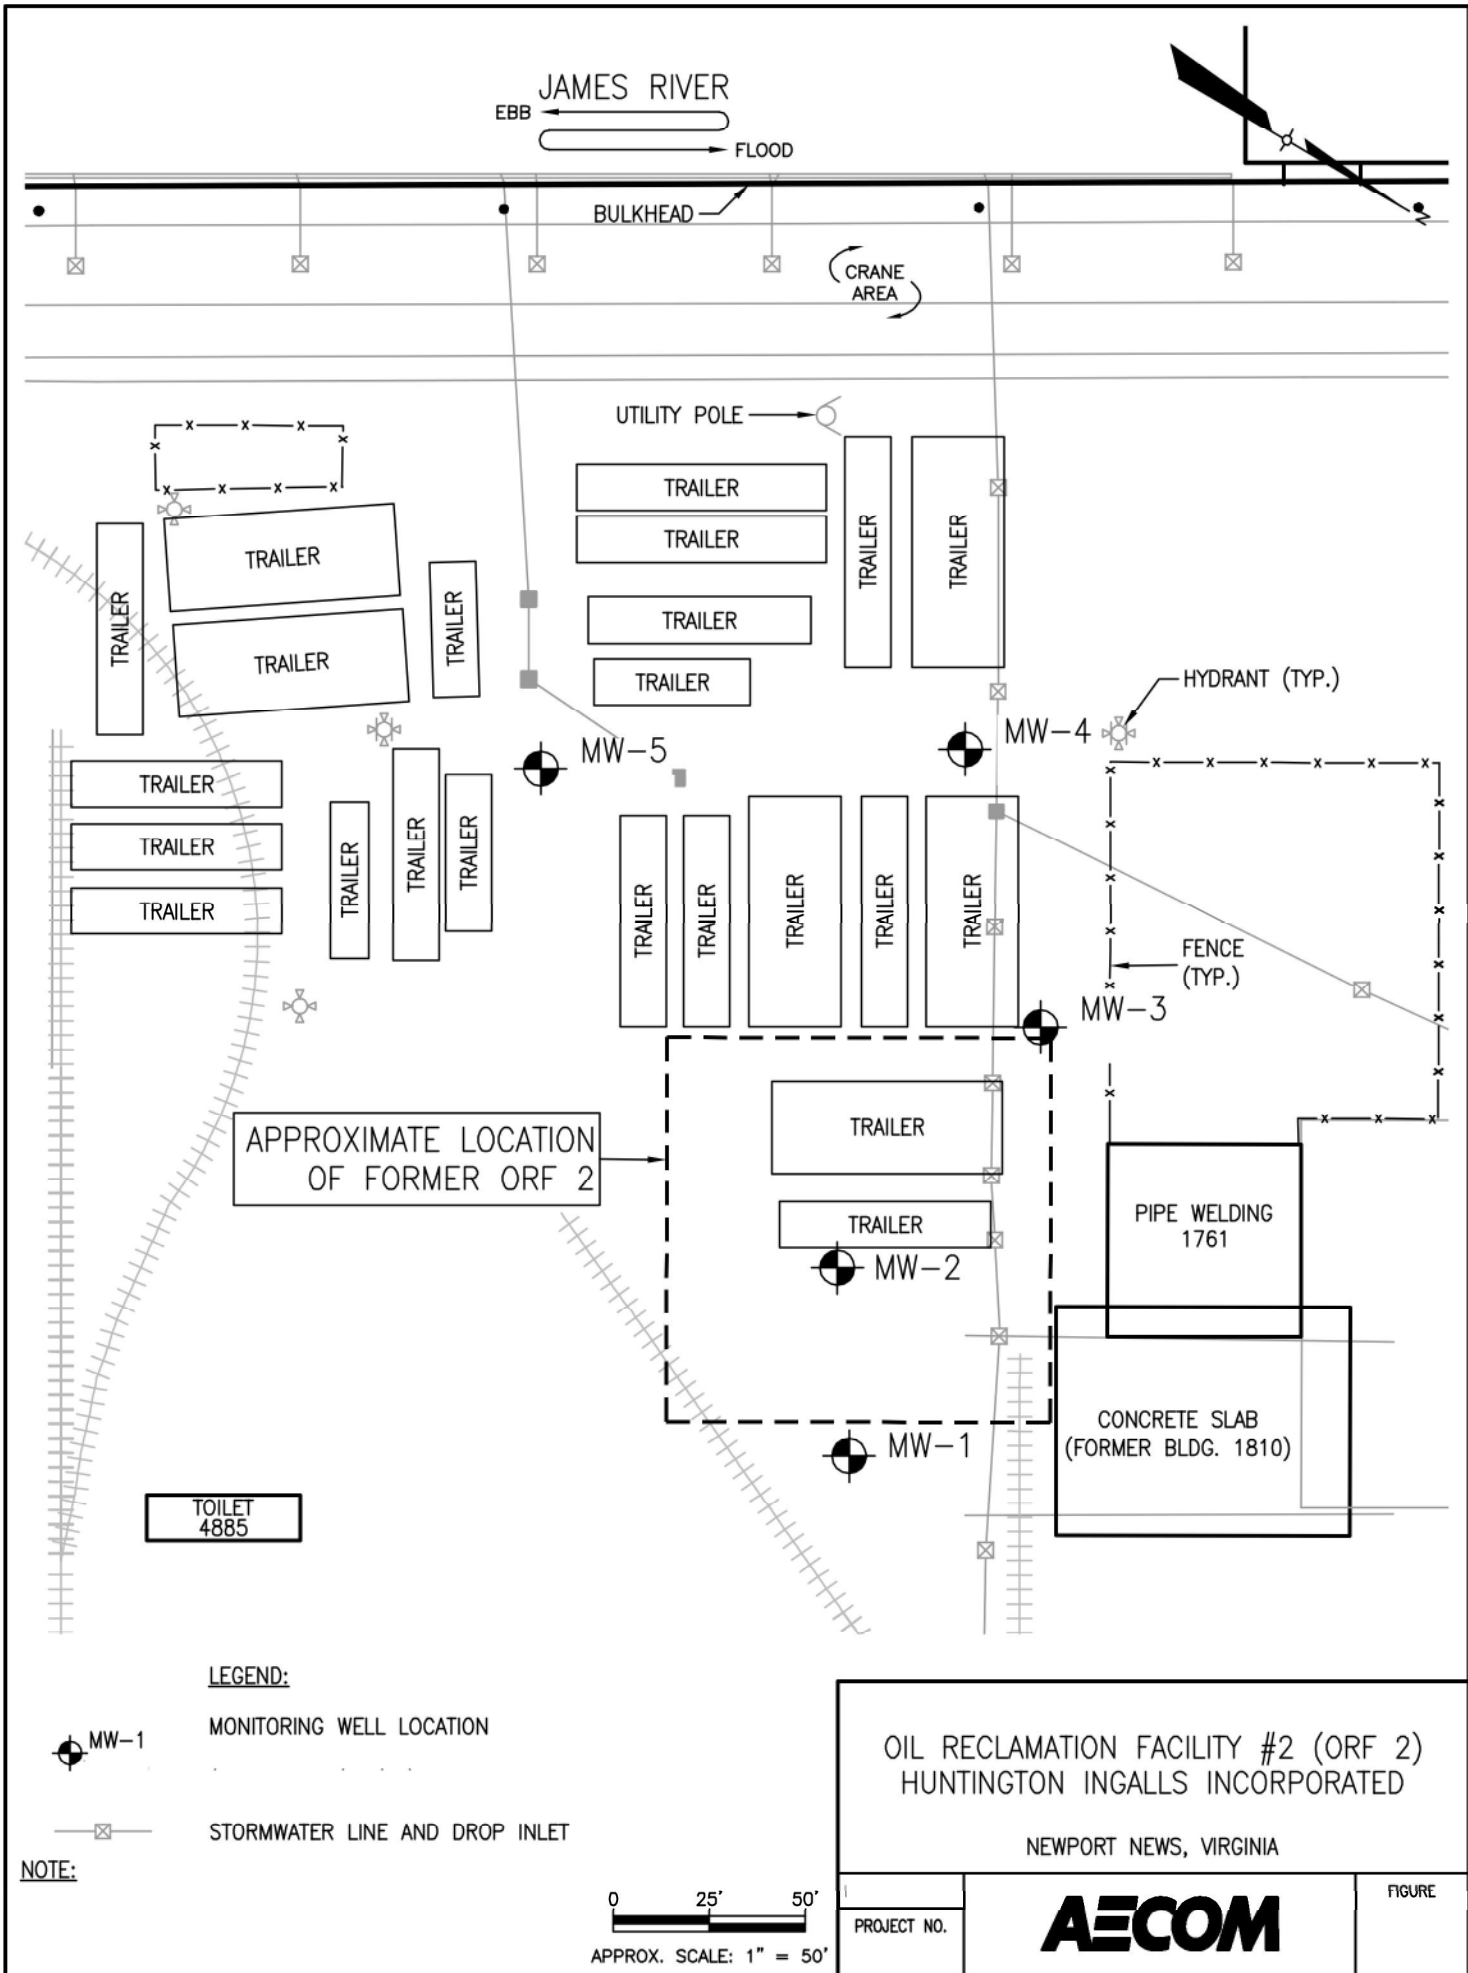 JAMES RIVER
EBB
FLOOD
BULKHEAD
N
CRANE
AREA
UTILITY POLE
TRAILER
TRAILER
TRAILER
TRAILER
TRAILER
TRAILER
TRAILER
TRAILER
TRAILER
TRAILER
HYDRANT (TYP.)
MW-5
MW-4
TRAILER
TRAILER
TRAILER
TRAILER
TRAILER
TRAILER
TRAILER
TRAILER
TRAILER
TRAILER
TRAILER
FENCE
(TYP.)
MW-3
APPROXIMATE LOCATION
OF FORMER ORF 2
TRAILER
TRAILER
MW-2
PIPE WELDING
1761
MW-1
CONCRETE SLAB
(FORMER BLDG. 1810)
TOILET
4885
LEGEND:
MW-1
MONITORING WELL LOCATION
STORMWATER LINE AND DROP INLET
NOTE:
0 25' 50'
APPROX. SCALE: 1" = 50'
OIL RECLAMATION FACILITY #2 (ORF 2)
HUNTINGTON INGALLS INCORPORATED
NEWPORT NEWS, VIRGINIA
PROJECT NO.
AECOM
FIGURE